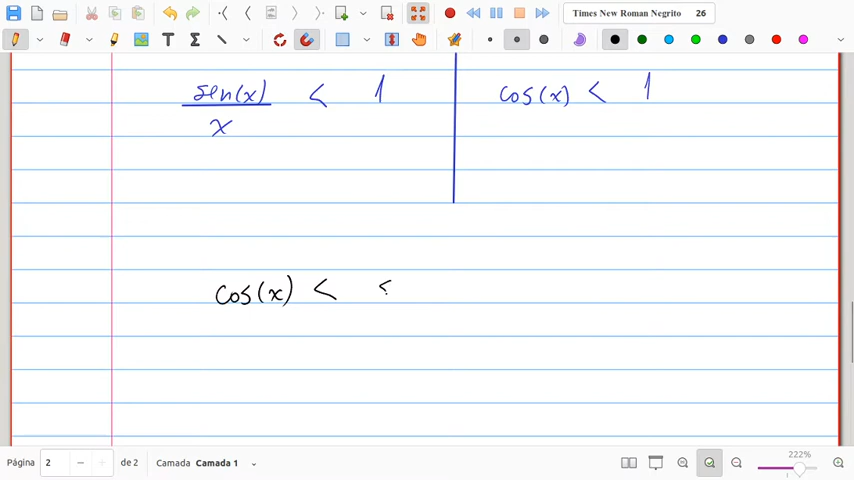 Times New Roman Negrito 26
sen(x) < 1
x
cos(x) < 1
cos(x) <
Página 2 de 2 Camada Camada 1 222%